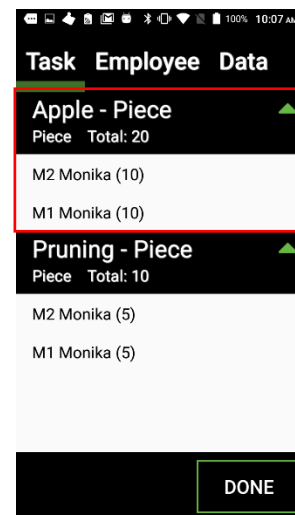 100% 10:07 AM
Task Employee Data
Apple - Piece
Piece Total: 20
M2 Monika (10)
M1 Monika (10)
Pruning - Piece
Piece Total: 10
M2 Monika (5)
M1 Monika (5)
DONE